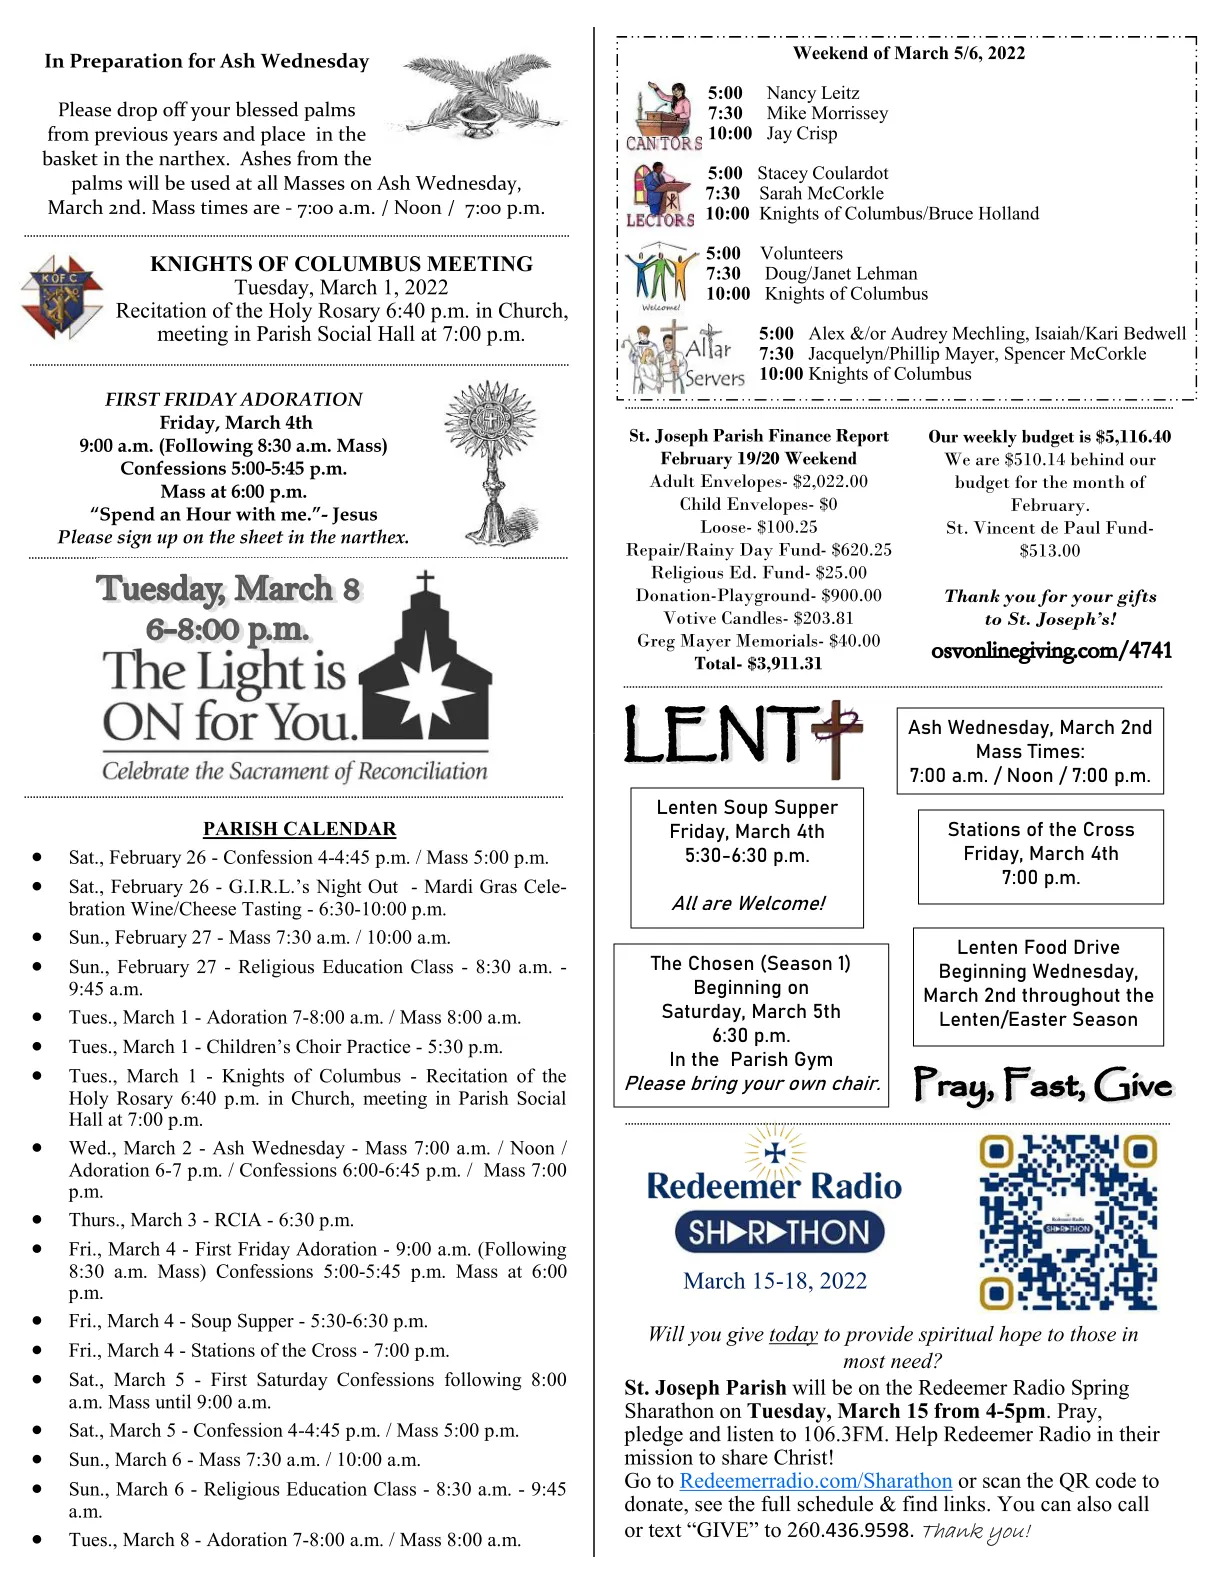 In Preparation for Ash Wednesday
Please drop off your blessed palms
from previous years and place  in the
basket in the narthex.  Ashes from the
palms will be used at all Masses on Ash Wednesday,
March 2nd. Mass times are - 7:00 a.m. / Noon /  7:00 p.m.
K OF C
KNIGHTS OF COLUMBUS MEETING
Tuesday, March 1, 2022
Recitation of the Holy Rosary 6:40 p.m. in Church,
meeting in Parish Social Hall at 7:00 p.m.
FIRST FRIDAY ADORATION
Friday, March 4th
9:00 a.m. (Following 8:30 a.m. Mass)
Confessions 5:00-5:45 p.m.
Mass at 6:00 p.m.
“Spend an Hour with me.”- Jesus
Please sign up on the sheet in the narthex.
Tuesday, March 8
6-8:00 p.m.
The Light is
ON for You.
Celebrate the Sacrament of Reconciliation
PARISH CALENDAR
• Sat., February 26 - Confession 4-4:45 p.m. / Mass 5:00 p.m.
• Sat., February 26 - G.I.R.L.’s Night Out  - Mardi Gras Cele-
bration Wine/Cheese Tasting - 6:30-10:00 p.m.
• Sun., February 27 - Mass 7:30 a.m. / 10:00 a.m.
• Sun., February 27 - Religious Education Class - 8:30 a.m. -
9:45 a.m.
• Tues., March 1 - Adoration 7-8:00 a.m. / Mass 8:00 a.m.
• Tues., March 1 - Children’s Choir Practice - 5:30 p.m.
• Tues., March 1 - Knights of Columbus - Recitation of the
Holy Rosary 6:40 p.m. in Church, meeting in Parish Social
Hall at 7:00 p.m.
• Wed., March 2 - Ash Wednesday - Mass 7:00 a.m. / Noon /
Adoration 6-7 p.m. / Confessions 6:00-6:45 p.m. /  Mass 7:00
p.m.
• Thurs., March 3 - RCIA - 6:30 p.m.
• Fri., March 4 - First Friday Adoration - 9:00 a.m. (Following
8:30 a.m. Mass) Confessions 5:00-5:45 p.m. Mass at 6:00
p.m.
• Fri., March 4 - Soup Supper - 5:30-6:30 p.m.
• Fri., March 4 - Stations of the Cross - 7:00 p.m.
• Sat., March 5 - First Saturday Confessions following 8:00
a.m. Mass until 9:00 a.m.
• Sat., March 5 - Confession 4-4:45 p.m. / Mass 5:00 p.m.
• Sun., March 6 - Mass 7:30 a.m. / 10:00 a.m.
• Sun., March 6 - Religious Education Class - 8:30 a.m. - 9:45
a.m.
• Tues., March 8 - Adoration 7-8:00 a.m. / Mass 8:00 a.m.
Weekend of March 5/6, 2022
CANTORS
5:00 Nancy Leitz
7:30 Mike Morrissey
10:00 Jay Crisp
LECTORS
5:00 Stacey Coulardot
7:30 Sarah McCorkle
10:00 Knights of Columbus/Bruce Holland
Welcome!
5:00 Volunteers
7:30 Doug/Janet Lehman
10:00 Knights of Columbus
Altar
Servers
5:00 Alex &/or Audrey Mechling, Isaiah/Kari Bedwell
7:30 Jacquelyn/Phillip Mayer, Spencer McCorkle
10:00 Knights of Columbus
St. Joseph Parish Finance Report
February 19/20 Weekend
Adult Envelopes- $2,022.00
Child Envelopes- $0
Loose- $100.25
Repair/Rainy Day Fund- $620.25
Religious Ed. Fund- $25.00
Donation-Playground- $900.00
Votive Candles- $203.81
Greg Mayer Memorials- $40.00
Total- $3,911.31
Our weekly budget is $5,116.40
We are $510.14 behind our
budget for the month of
February.
St. Vincent de Paul Fund-
$513.00
Thank you for your gifts
to St. Joseph’s!
osvonlinegiving.com/4741
LENT
Ash Wednesday, March 2nd
Mass Times:
7:00 a.m. / Noon / 7:00 p.m.
Lenten Soup Supper
Friday, March 4th
5:30-6:30 p.m.
All are Welcome!
Stations of the Cross
Friday, March 4th
7:00 p.m.
The Chosen (Season 1)
Beginning on
Saturday, March 5th
6:30 p.m.
In the  Parish Gym
Please bring your own chair.
Lenten Food Drive
Beginning Wednesday,
March 2nd throughout the
Lenten/Easter Season
Pray, Fast, Give
Redeemer Radio
SHARATHON
March 15-18, 2022
Redeemer Radio
SHARATHON
Will you give today to provide spiritual hope to those in
most need?
St. Joseph Parish will be on the Redeemer Radio Spring
Sharathon on Tuesday, March 15 from 4-5pm. Pray,
pledge and listen to 106.3FM. Help Redeemer Radio in their
mission to share Christ!
Go to Redeemerradio.com/Sharathon or scan the QR code to
donate, see the full schedule & find links. You can also call
or text “GIVE” to 260.436.9598. Thank you!